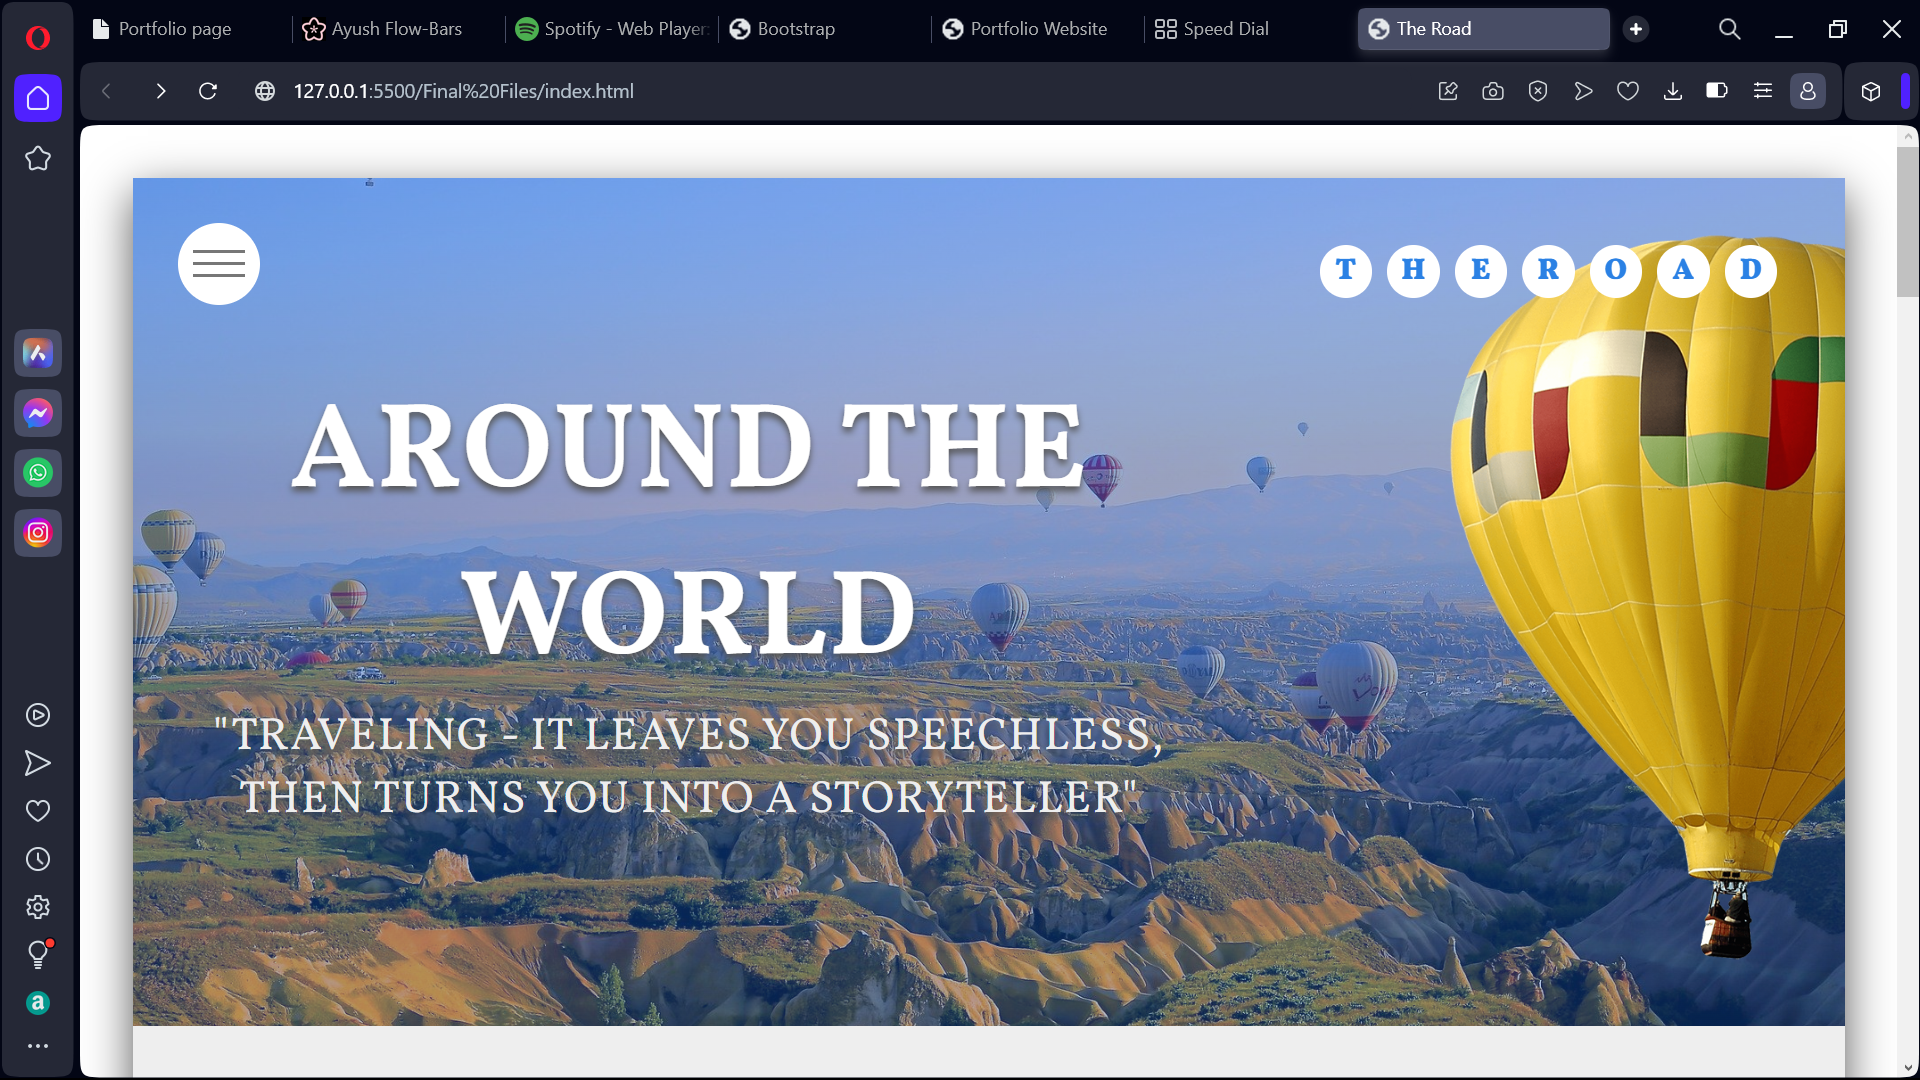 Portfolio page
Ayush Flow-Bars
Spotify - Web Player:
Bootstrap
Portfolio Website
Speed Dial
The Road
127.0.0.1:5500/Final%20Files/index.html
T H E R O A D
AROUND THE
WORLD
"TRAVELING - IT LEAVES YOU SPEECHLESS,
THEN TURNS YOU INTO A STORYTELLER"
a